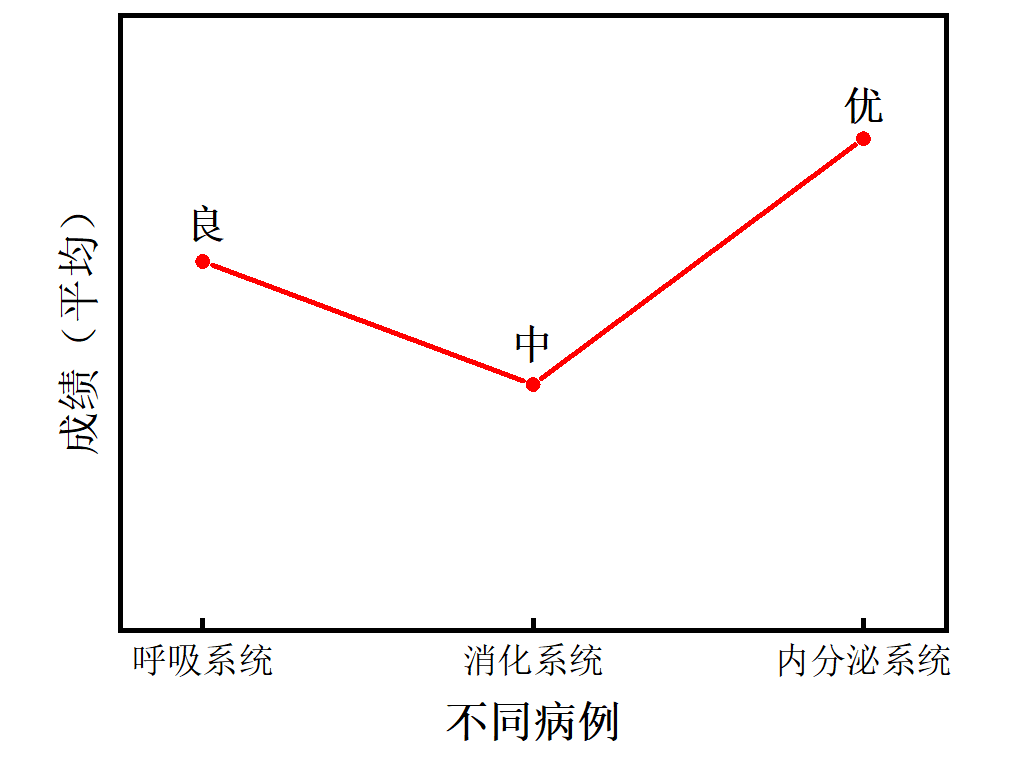 优
良
中
成绩（平均）
呼吸系统 消化系统 内分泌系统
不同病例